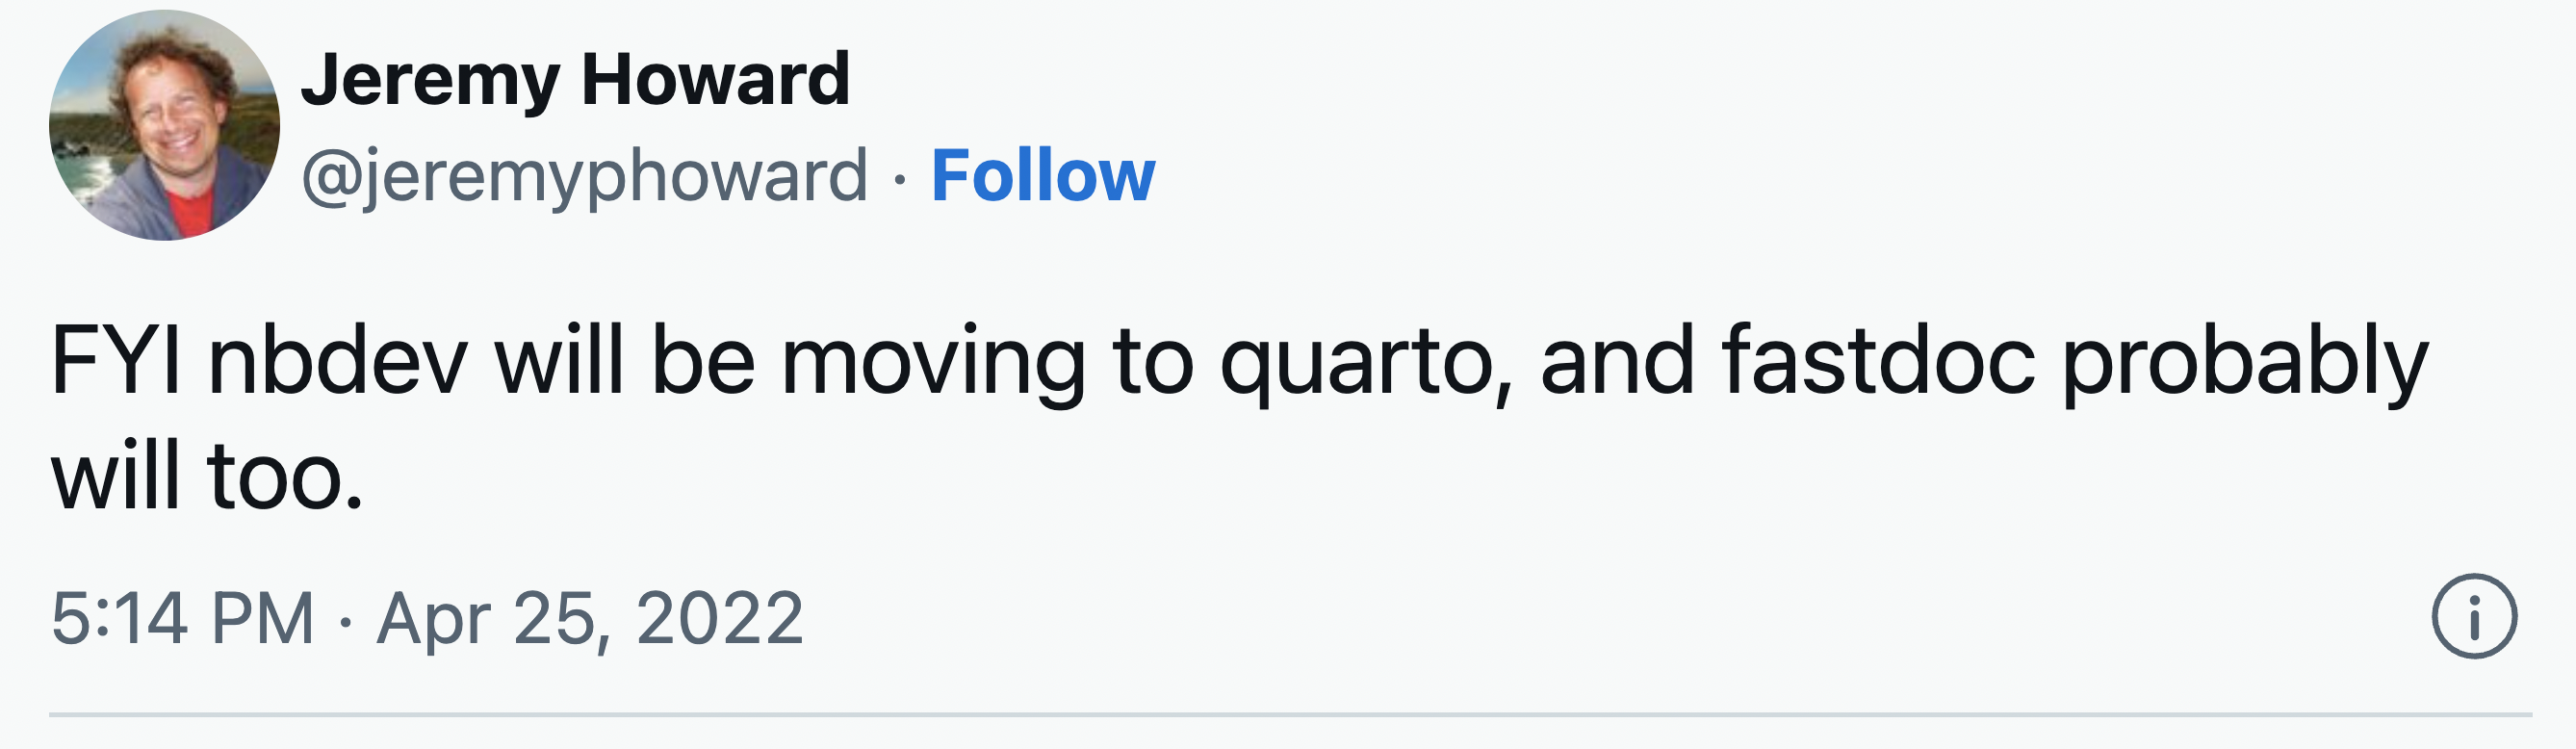 Jeremy Howard
@jeremyphoward · Follow
FYI nbdev will be moving to quarto, and fastdoc probably
will too.
5:14 PM · Apr 25, 2022